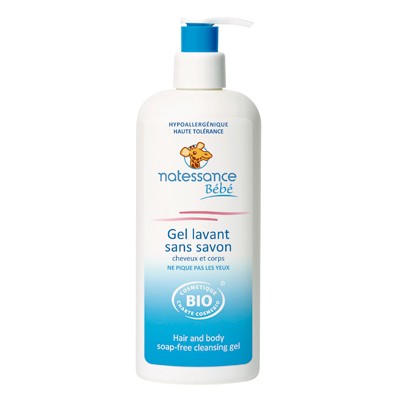 HYPOALLERGÉNIQUE
HAUTE TOLÉRANCE
natessance
Bébé
Gel lavant
sans savon
cheveux et corps
NE PIQUE PAS LES YEUX
COSMETIQUE
BIO
CHARTE COSMEBIO
Hair and body
soap-free cleansing gel